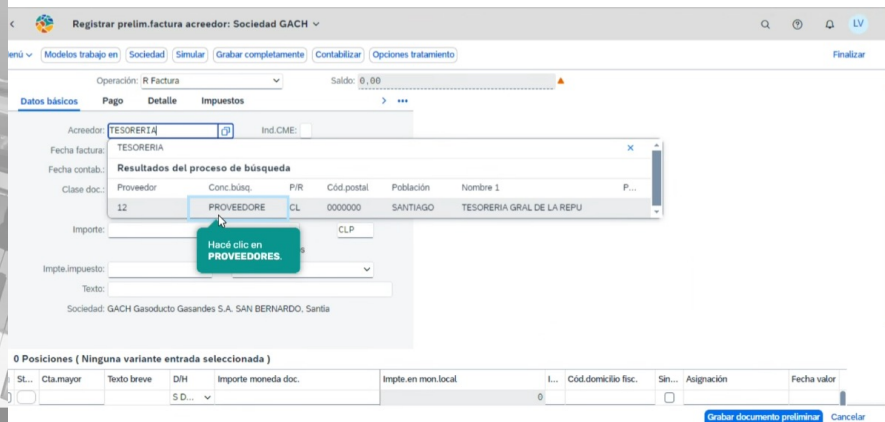 Registrar prelim.factura acreedor: Sociedad GACH
LV
enú Modelos trabajo en Sociedad Simular Grabar completamente Contabilizar Opciones tratamiento Finalizar
Operación: R Factura Saldo: 0,00
Datos básicos Pago Detalle Impuestos
Acreedor: TESORERIA Ind.CME:
Fecha factura: TESORERIA
Fecha contab.: Resultados del proceso de búsqueda
Clase doc.: Proveedor Conc.búsq. P/R Cód.postal Población Nombre 1 P...
12 PROVEEDORE CL 0000000 SANTIAGO TESORERIA GRAL DE LA REPU
Importe: CLP
Hacé clic en
PROVEEDORES.
Impte.impuesto:
Texto:
Sociedad: GACH Gasoducto Gasandes S.A. SAN BERNARDO, Santia
0 Posiciones ( Ninguna variante entrada seleccionada )
St... Cta.mayor Texto breve D/H Importe moneda doc. Impte.en mon.local I... Cód.domicilio fisc. Sin... Asignación Fecha valor
S D... 0
Grabar documento preliminar Cancelar